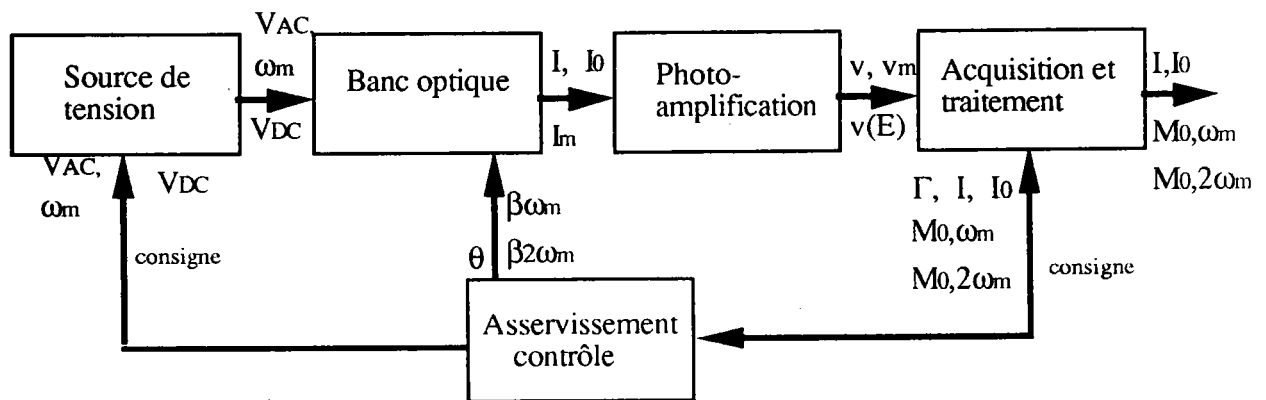 Source de
tension
VAC,
ωm
VDC
Banc optique
I, I0
Im
Photo-
amplification
v, vm
v(E)
Acquisition et
traitement
I,I0
M0,ωm
M0,2ωm
VAC,
VDC
ωm
consigne
θ
βωm
β2ωm
Γ, I, I0
M0,ωm
M0,2ωm
consigne
Asservissement
contrôle